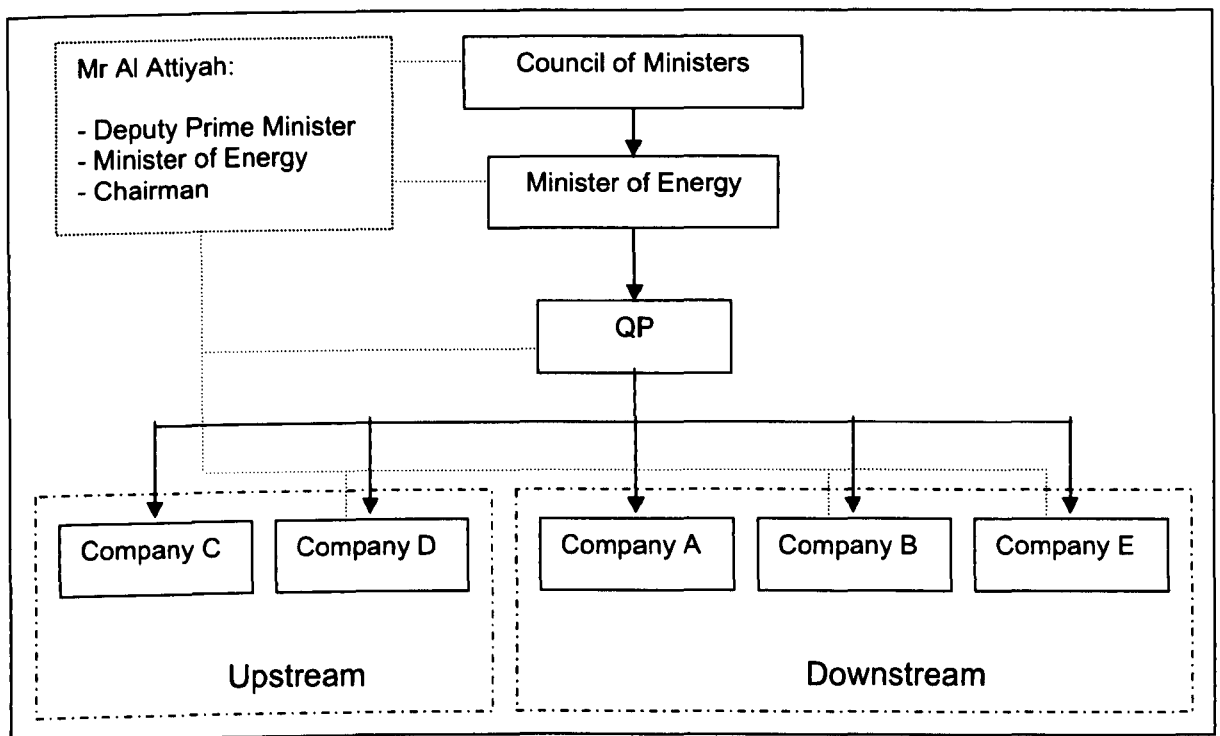 Mr Al Attiyah:
- Deputy Prime Minister
- Minister of Energy
- Chairman
Council of Ministers
Minister of Energy
QP
Company C
Company D
Company A
Company B
Company E
Upstream
Downstream